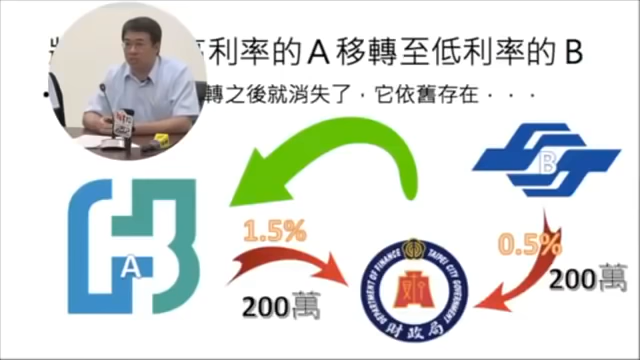 利率的A移轉至低利率的B
轉之後就消失了，它依舊存在．．．
B
1.5%
0.5%
A
DEPARTMENT OF FINANCE TAIPEI CITY GOVERNMENT
財政局
200萬
200萬